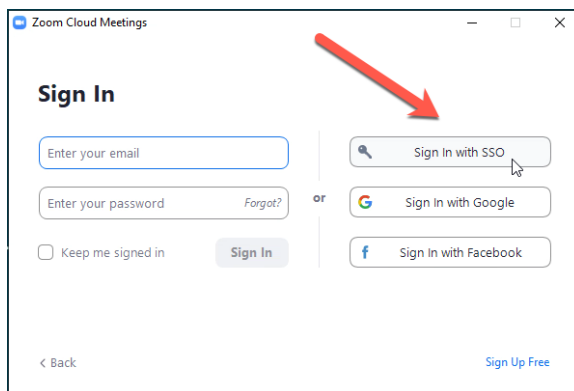 Zoom Cloud Meetings
Sign In
Enter your email
Enter your password Forgot?
Keep me signed in Sign In
or
Sign In with SSO
G Sign In with Google
f Sign In with Facebook
< Back
Sign Up Free